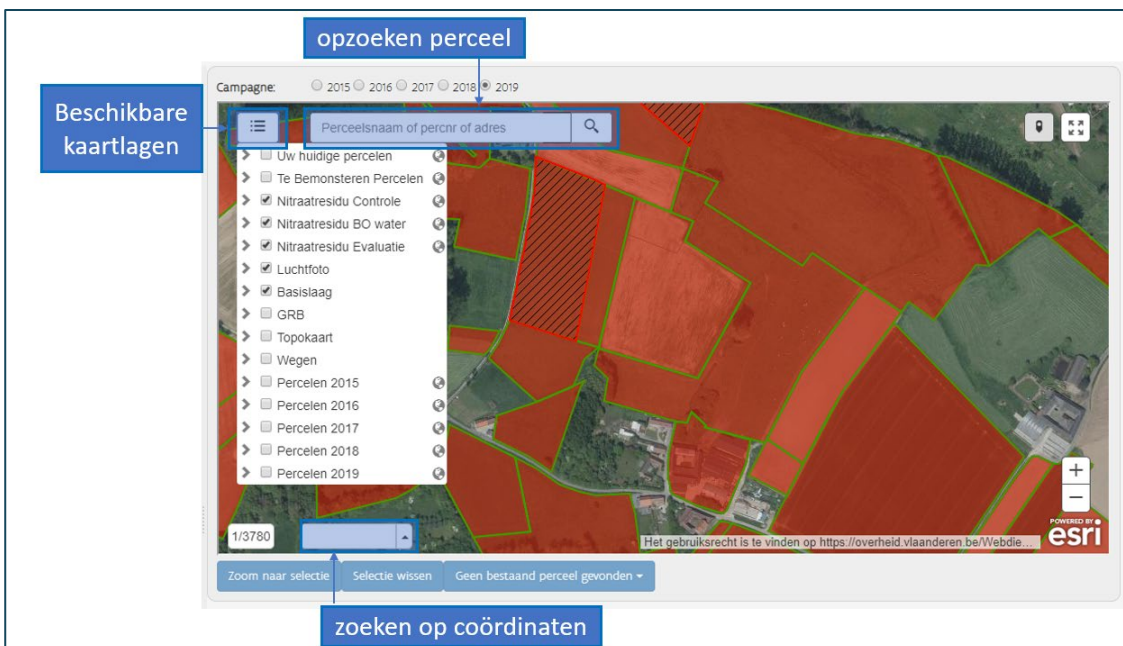 opzoeken perceel
Campagne: 2015 2016 2017 2018 2019
Beschikbare
kaartlagen
Perceelsnaam of percnr of adres
Uw huidige percelen
Te Bemonsteren Percelen
Nitraatresidu Controle
Nitraatresidu BO water
Nitraatresidu Evaluatie
Luchtfoto
Basislaag
GRB
Topokaart
Wegen
Percelen 2015
Percelen 2016
Percelen 2017
Percelen 2018
Percelen 2019
+
−
1/3780
Het gebruiksrecht is te vinden op https://overheid.vlaanderen.be/Webdie...
POWERED BY
esri
Zoom naar selectie Selectie wissen Geen bestaand perceel gevonden
zoeken op coördinaten